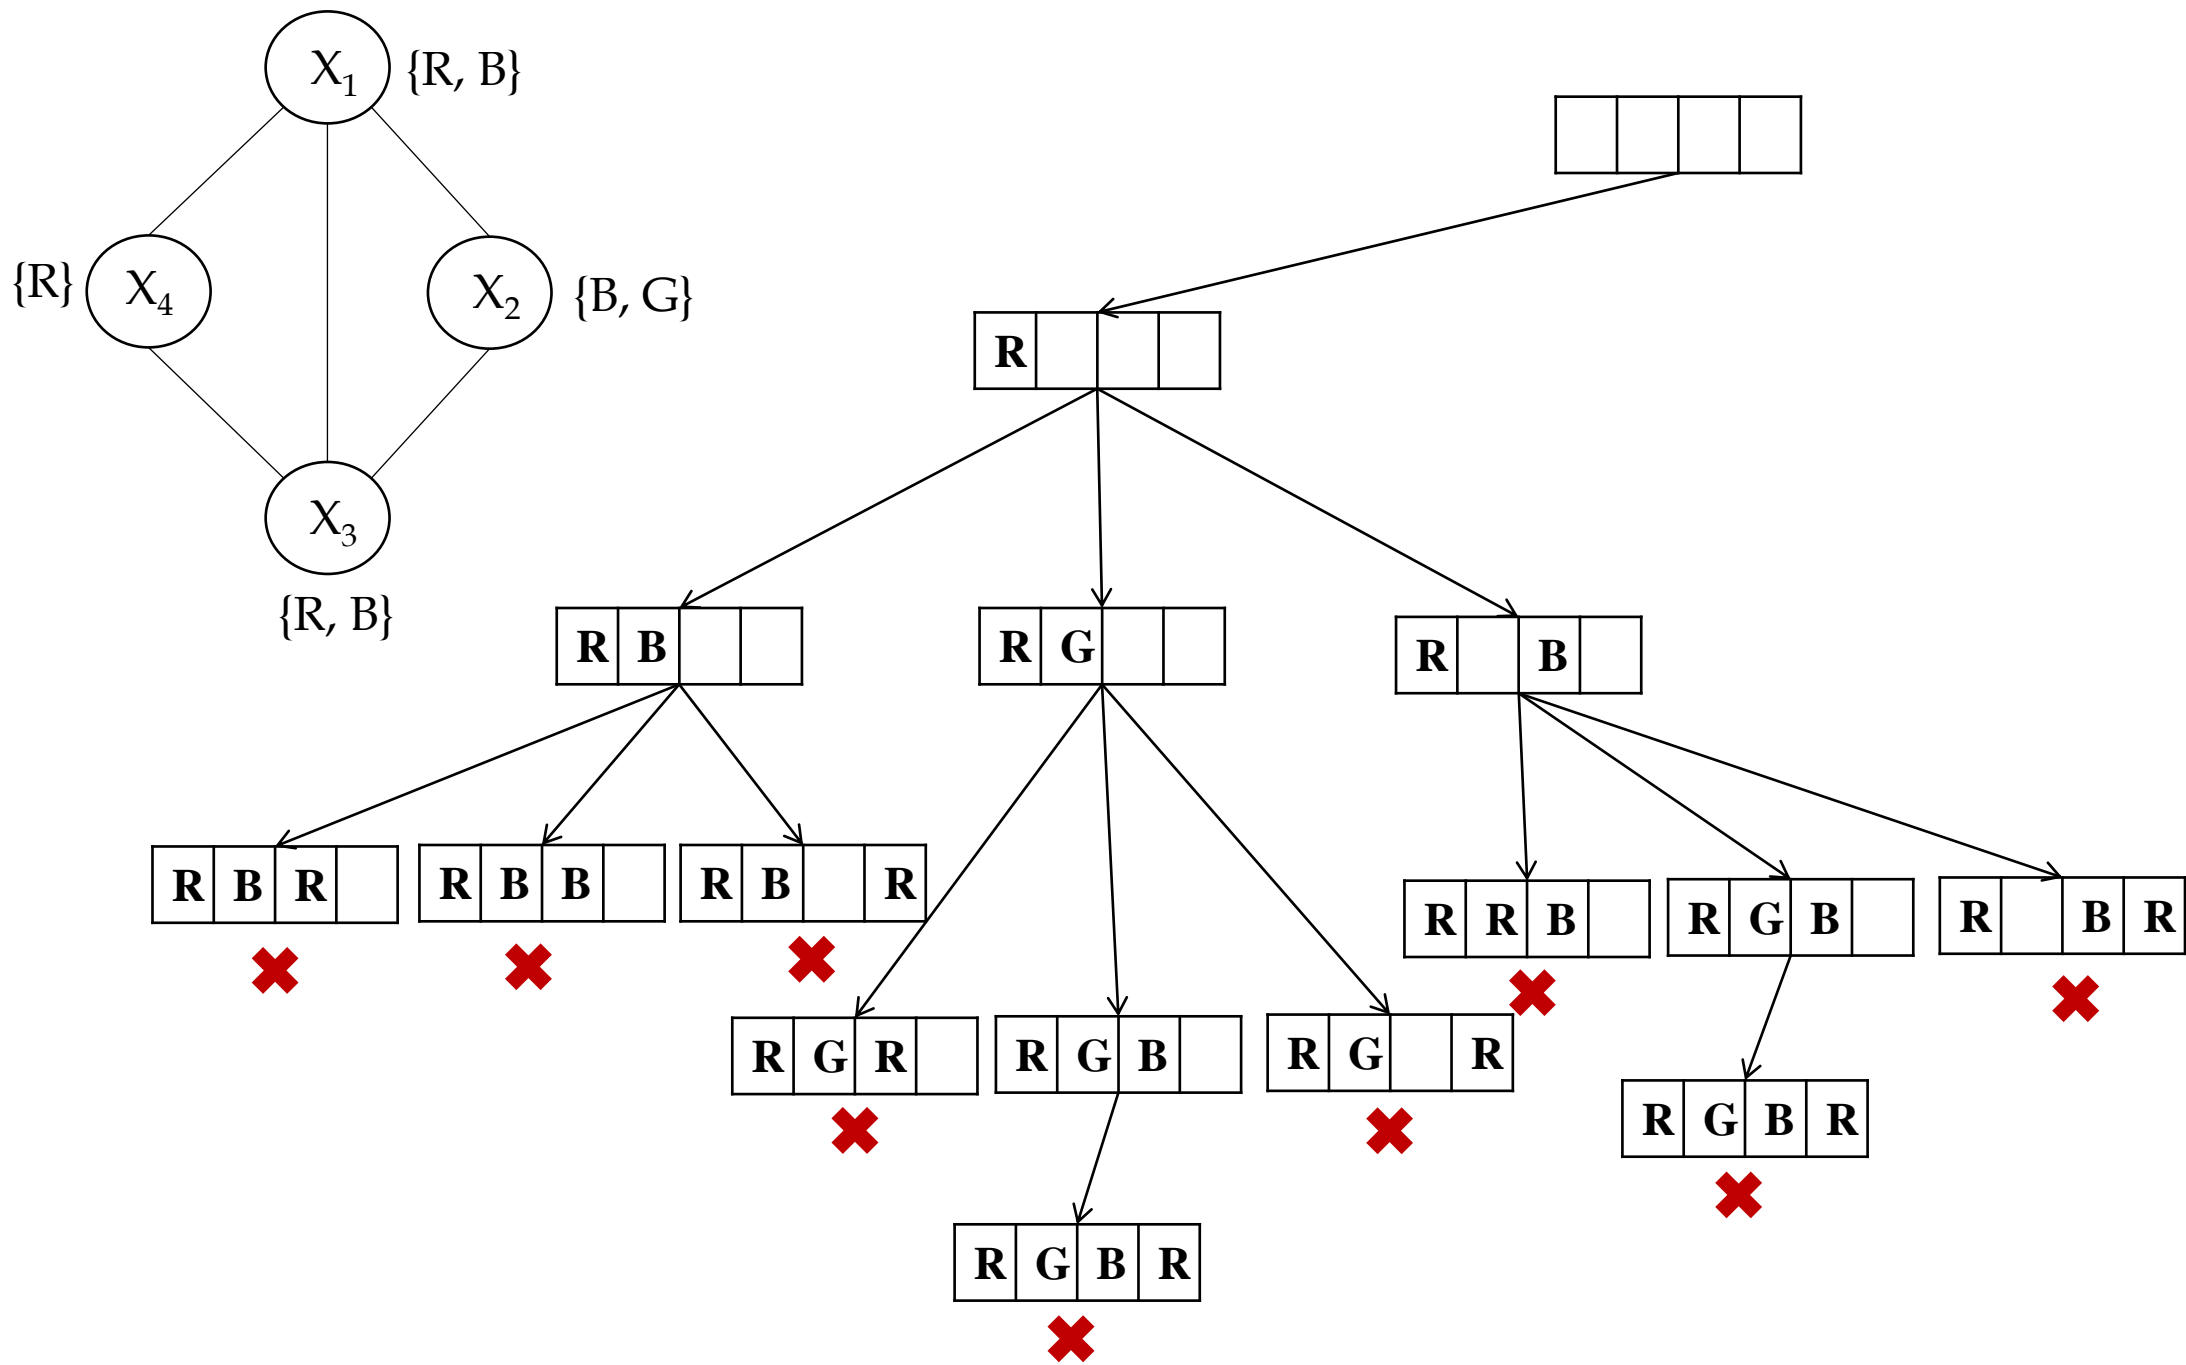 X₁ {R, B}
{R} X₄ X₂ {B, G}
X₃
{R, B}
R
R B
R G
R B
R B R
R B B
R B R
R R B
R G B
R B R
R G R
R G B
R G R
R G B R
R G B R